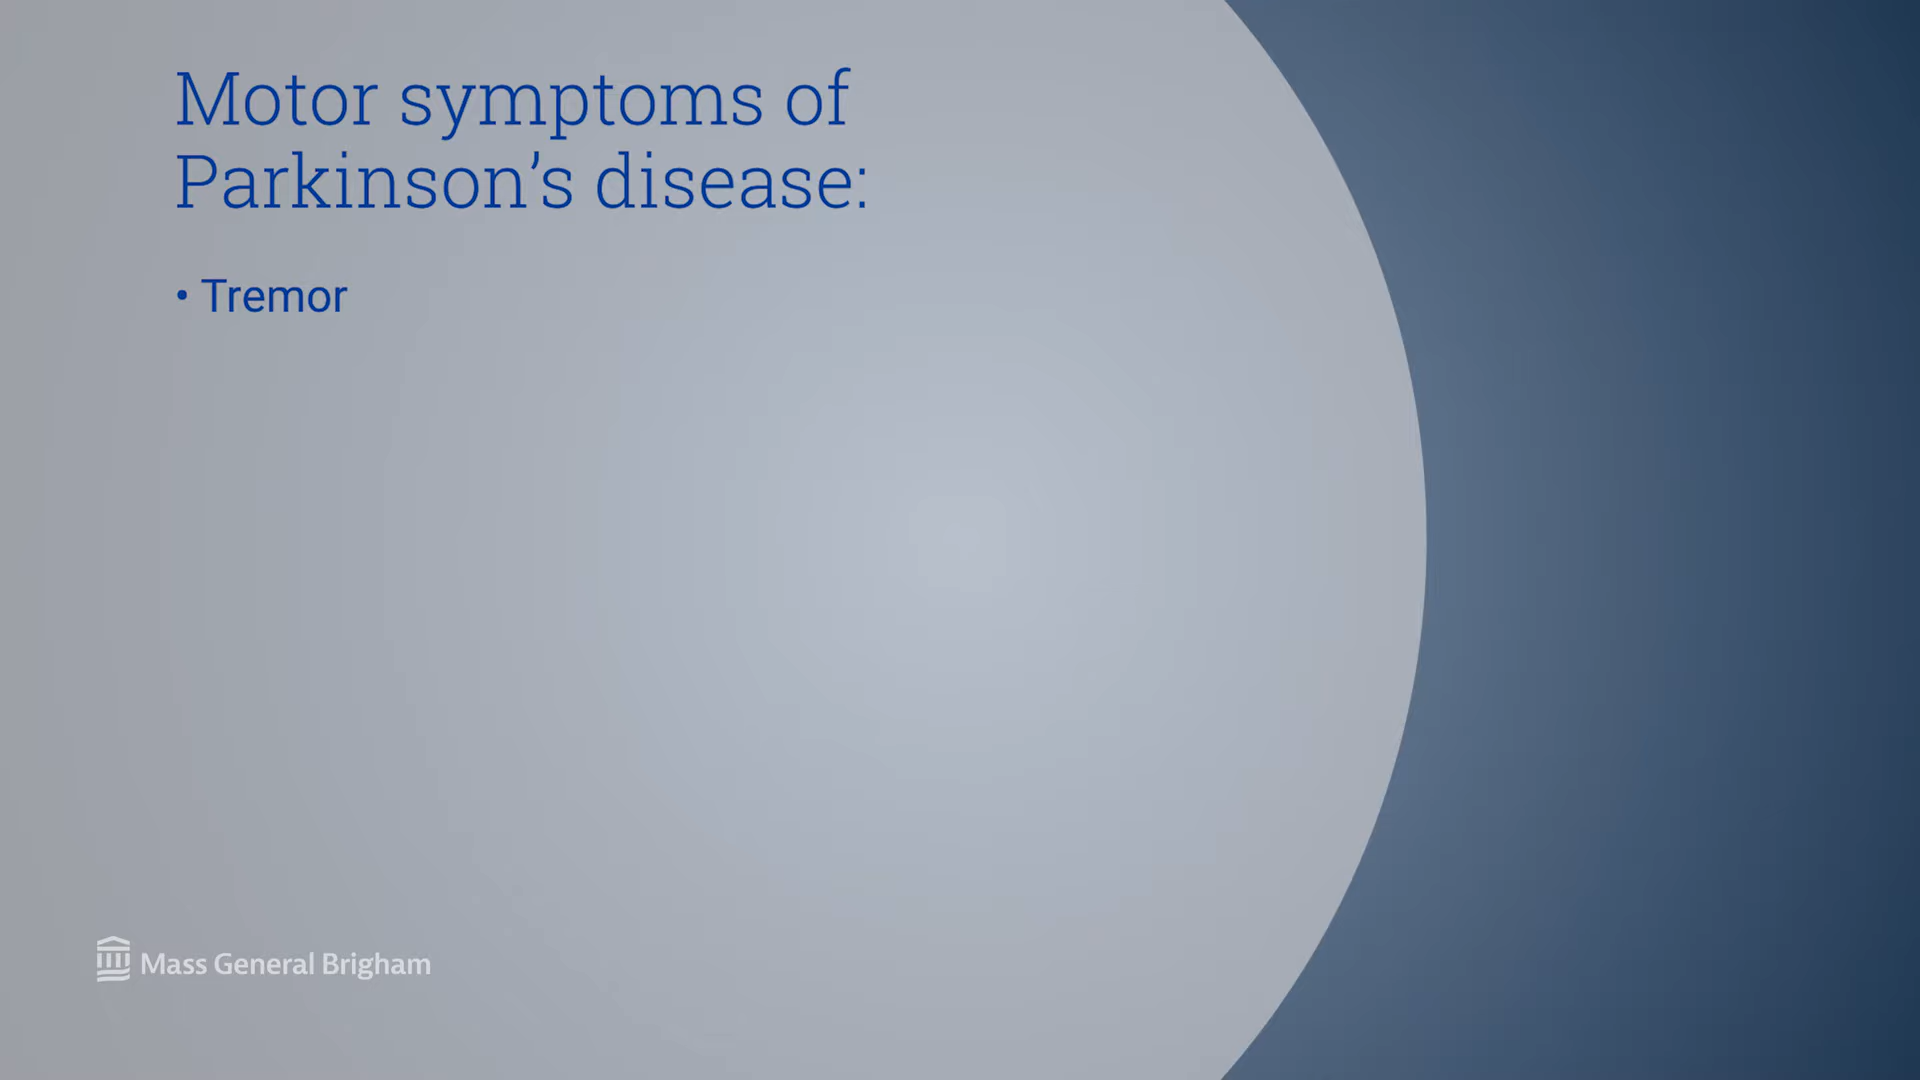 Motor symptoms of
Parkinson’s disease:
• Tremor
Mass General Brigham